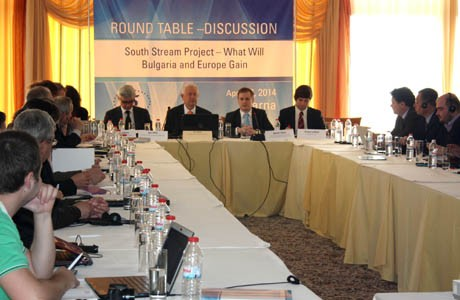 ROUND TABLE –DISCUSSION
South Stream Project – What Will
Bulgaria and Europe Gain
2014